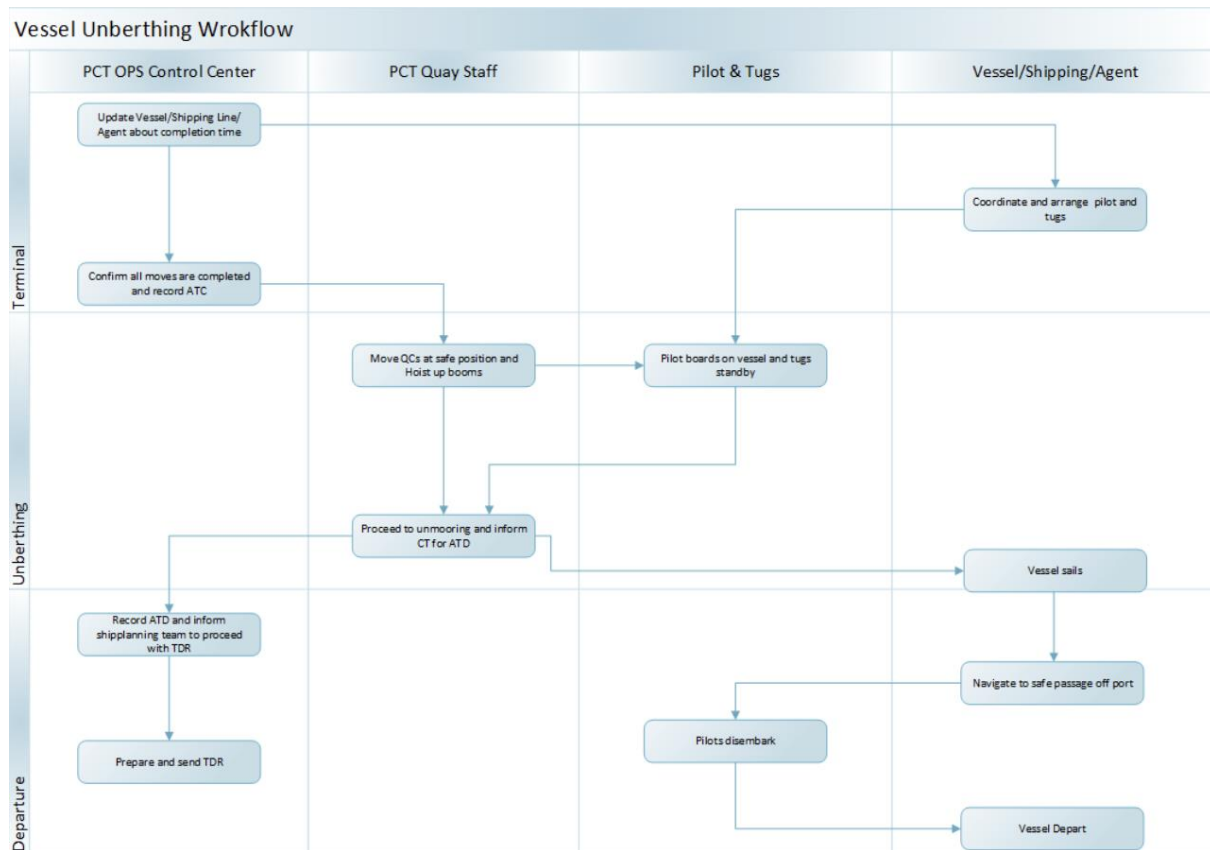 Vessel Unberthing Wrokflow
PCT OPS Control Center
PCT Quay Staff
Pilot & Tugs
Vessel/Shipping/Agent
Terminal
Update Vessel/Shipping Line/
Agent about completion time
Coordinate and arrange pilot and
tugs
Confirm all moves are completed
and record ATC
Unberthing
Move QCs at safe position and
Hoist up booms
Pilot boards on vessel and tugs
standby
Proceed to unmooring and inform
CT for ATD
Vessel sails
Departure
Record ATD and inform
shipplanning team to proceed
with TDR
Navigate to safe passage off port
Pilots disembark
Prepare and send TDR
Vessel Depart